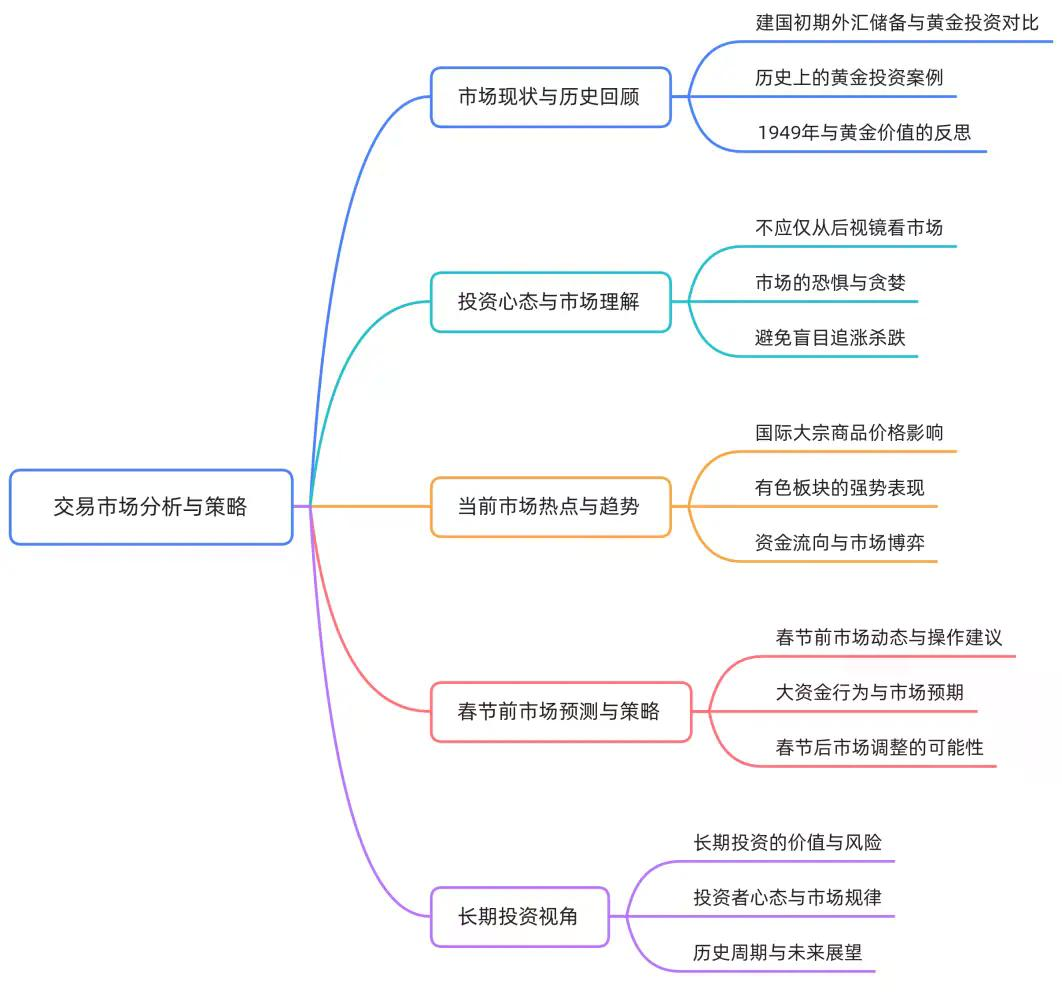 交易市场分析与策略
市场现状与历史回顾
建国初期外汇储备与黄金投资对比
历史上的黄金投资案例
1949年与黄金价值的反思
投资心态与市场理解
不应仅从后视镜看市场
市场的恐惧与贪婪
避免盲目追涨杀跌
当前市场热点与趋势
国际大宗商品价格影响
有色板块的强势表现
资金流向与市场博弈
春节前市场预测与策略
春节前市场动态与操作建议
大资金行为与市场预期
春节后市场调整的可能性
长期投资视角
长期投资的价值与风险
投资者心态与市场规律
历史周期与未来展望